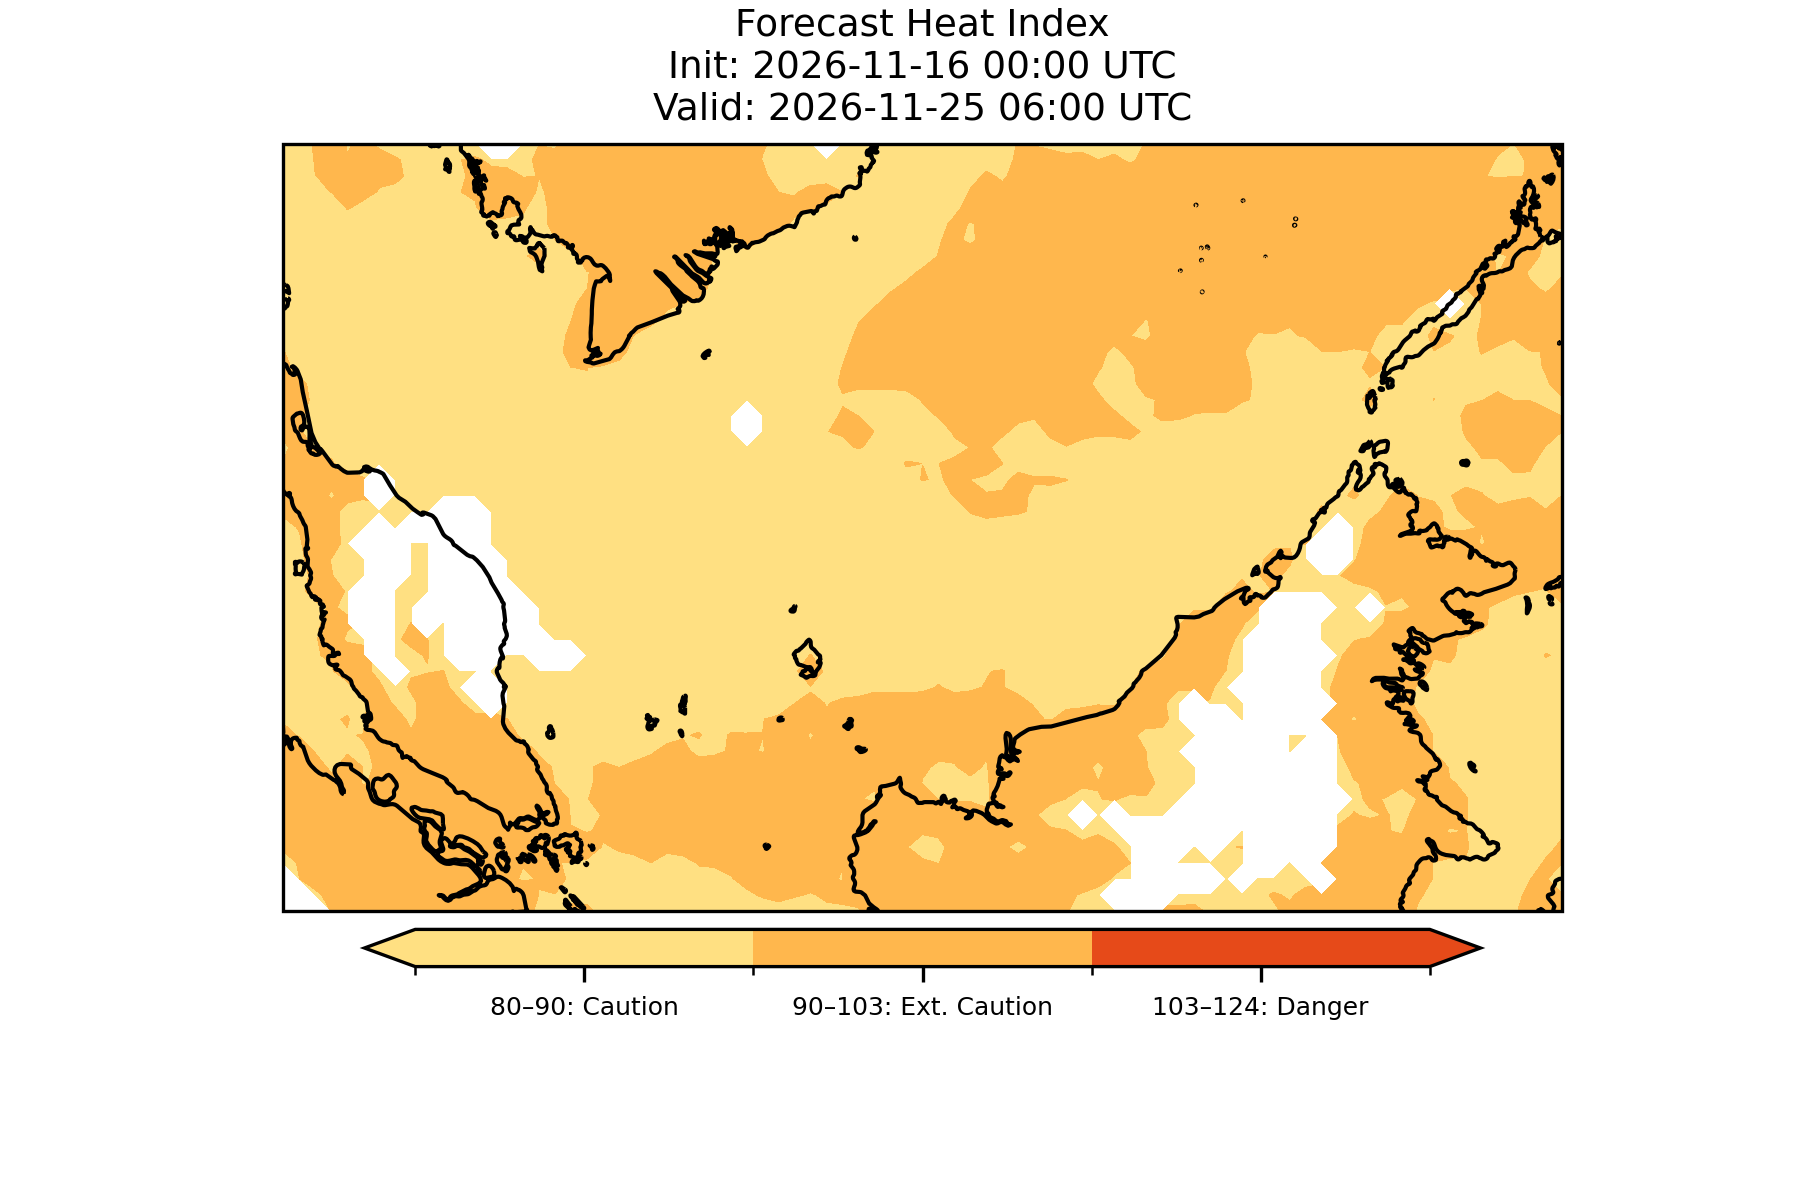 Forecast Heat Index
Init: 2026-11-16 00:00 UTC
Valid: 2026-11-25 06:00 UTC
80–90: Caution
90–103: Ext. Caution
103–124: Danger